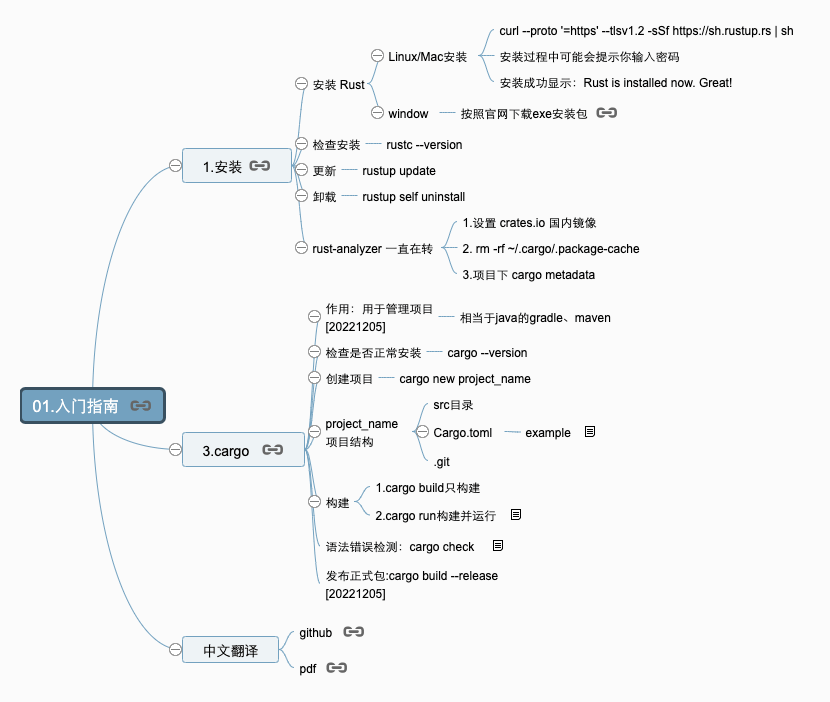 01.入门指南
1.安装
安装 Rust
Linux/Mac安装
curl --proto '=https' --tlsv1.2 -sSf https://sh.rustup.rs | sh
安装过程中可能会提示你输入密码
安装成功显示：Rust is installed now. Great!
window
按照官网下载exe安装包
检查安装
rustc --version
更新
rustup update
卸载
rustup self uninstall
rust-analyzer 一直在转
1.设置 crates.io 国内镜像
2. rm -rf ~/.cargo/.package-cache
3.项目下 cargo metadata
3.cargo
作用：用于管理项目
[20221205]
相当于java的gradle、maven
检查是否正常安装
cargo --version
创建项目
cargo new project_name
project_name
项目结构
src目录
Cargo.toml
example
.git
构建
1.cargo build只构建
2.cargo run构建并运行
语法错误检测：cargo check
发布正式包:cargo build --release
[20221205]
中文翻译
github
pdf